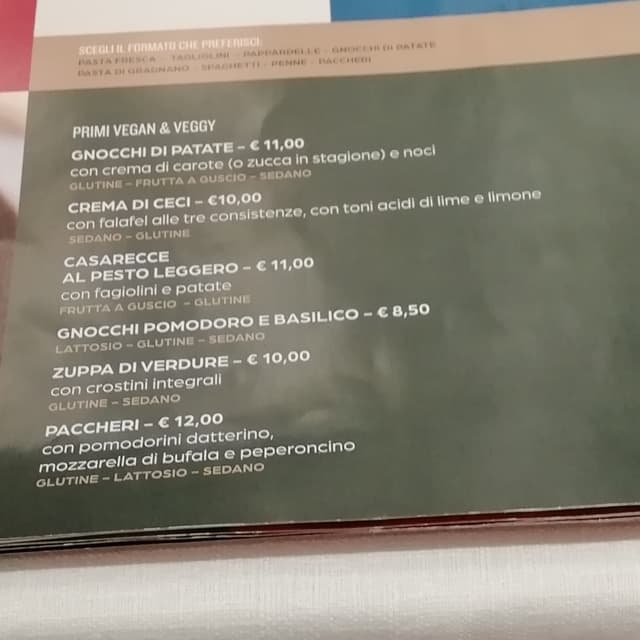 SCEGLI IL FORMATO CHE PREFERISCI:
PASTA FRESCA - TAGLIOLINI - PAPPARDELLE - GNOCCHI DI PATATE
PASTA DI GRAGNANO - SPAGHETTI - PENNE - PACCHERI
PRIMI VEGAN & VEGGY
GNOCCHI DI PATATE – € 11,00
con crema di carote (o zucca in stagione) e noci
GLUTINE – FRUTTA A GUSCIO – SEDANO
CREMA DI CECI – €10,00
con falafel alle tre consistenze, con toni acidi di lime e limone
SEDANO – GLUTINE
CASARECCE
AL PESTO LEGGERO – € 11,00
con fagiolini e patate
FRUTTA A GUSCIO – GLUTINE
GNOCCHI POMODORO E BASILICO – € 8,50
LATTOSIO – GLUTINE – SEDANO
ZUPPA DI VERDURE – € 10,00
con crostini integrali
GLUTINE – SEDANO
PACCHERI – € 12,00
con pomodorini datterino,
mozzarella di bufala e peperoncino
GLUTINE – LATTOSIO – SEDANO